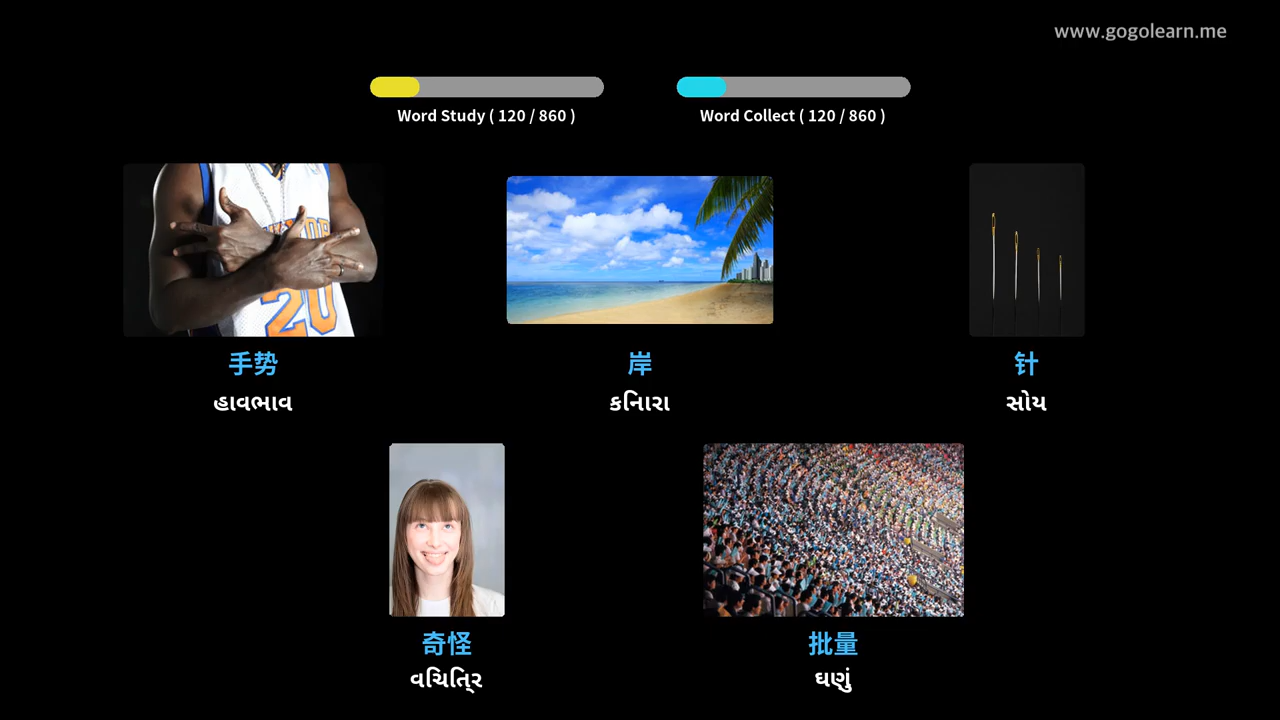 www.gogolearn.me
Word Study ( 120 / 860 )
Word Collect ( 120 / 860 )
20
手势
岸
针
હાવભાવ
કનિારા
સોય
奇怪
批量
વચિતિ્ર
ઘણું